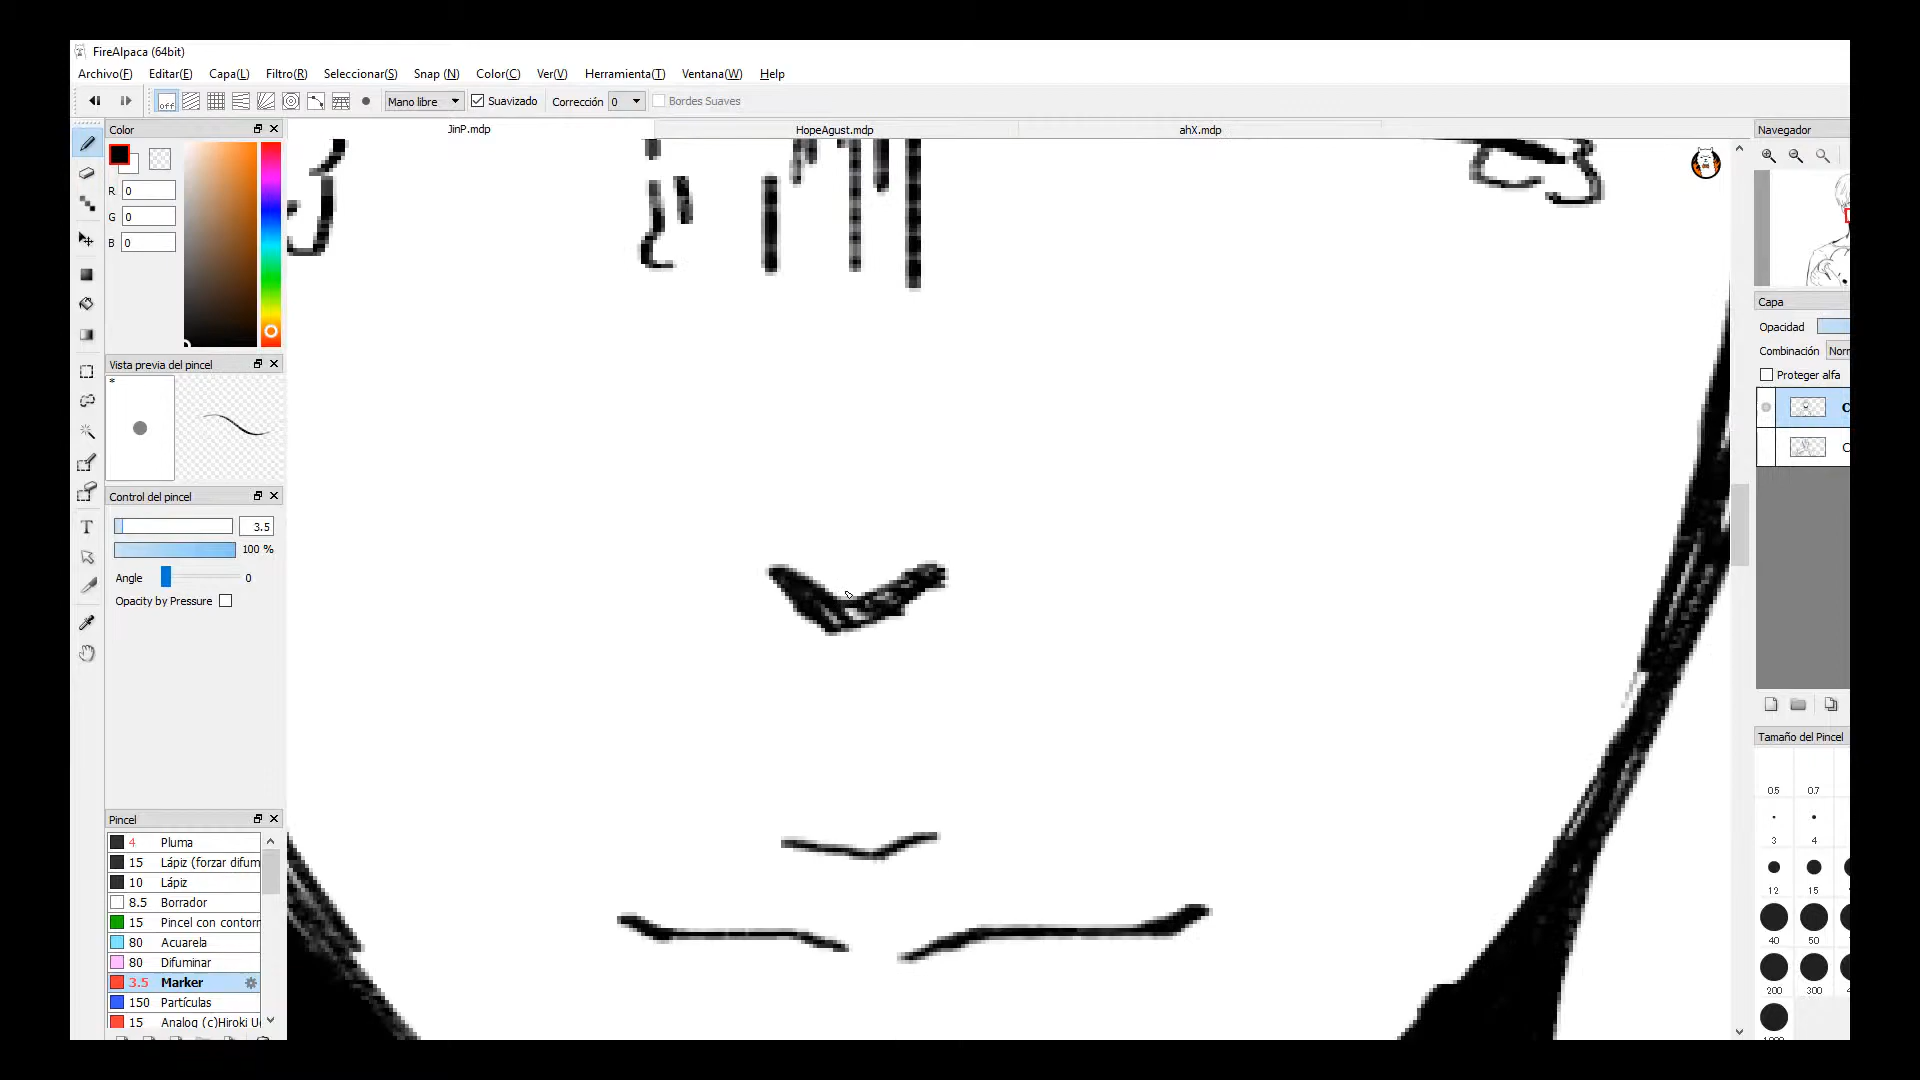 FireAlpaca (64bit)
Archivo(F) Editar(E) Capa(L) Filtro(R) Seleccionar(S) Snap (N) Color(C) Ver(V) Herramienta(T) Ventana(W) Help
off Mano libre Suavizado Corrección 0 Bordes Suaves
Color
JinP.mdp HopeAgust.mdp ahX.mdp
Navegador
R 0
G 0
B 0
Capa
Opacidad
Combinación
Proteger alfa
Vista previa del pincel
*
Control del pincel
3.5
100 %
Angle 0
Opacity by Pressure
Tamaño del Pincel
0.5 0.7
3 4
12 15
40 50
200 300
Pincel
4 Pluma
15 Lápiz (forzar difum
10 Lápiz
8.5 Borrador
15 Pincel con contorn
80 Acuarela
80 Difuminar
3.5 Marker
150 Partículas
15 Analog (c)Hiroki